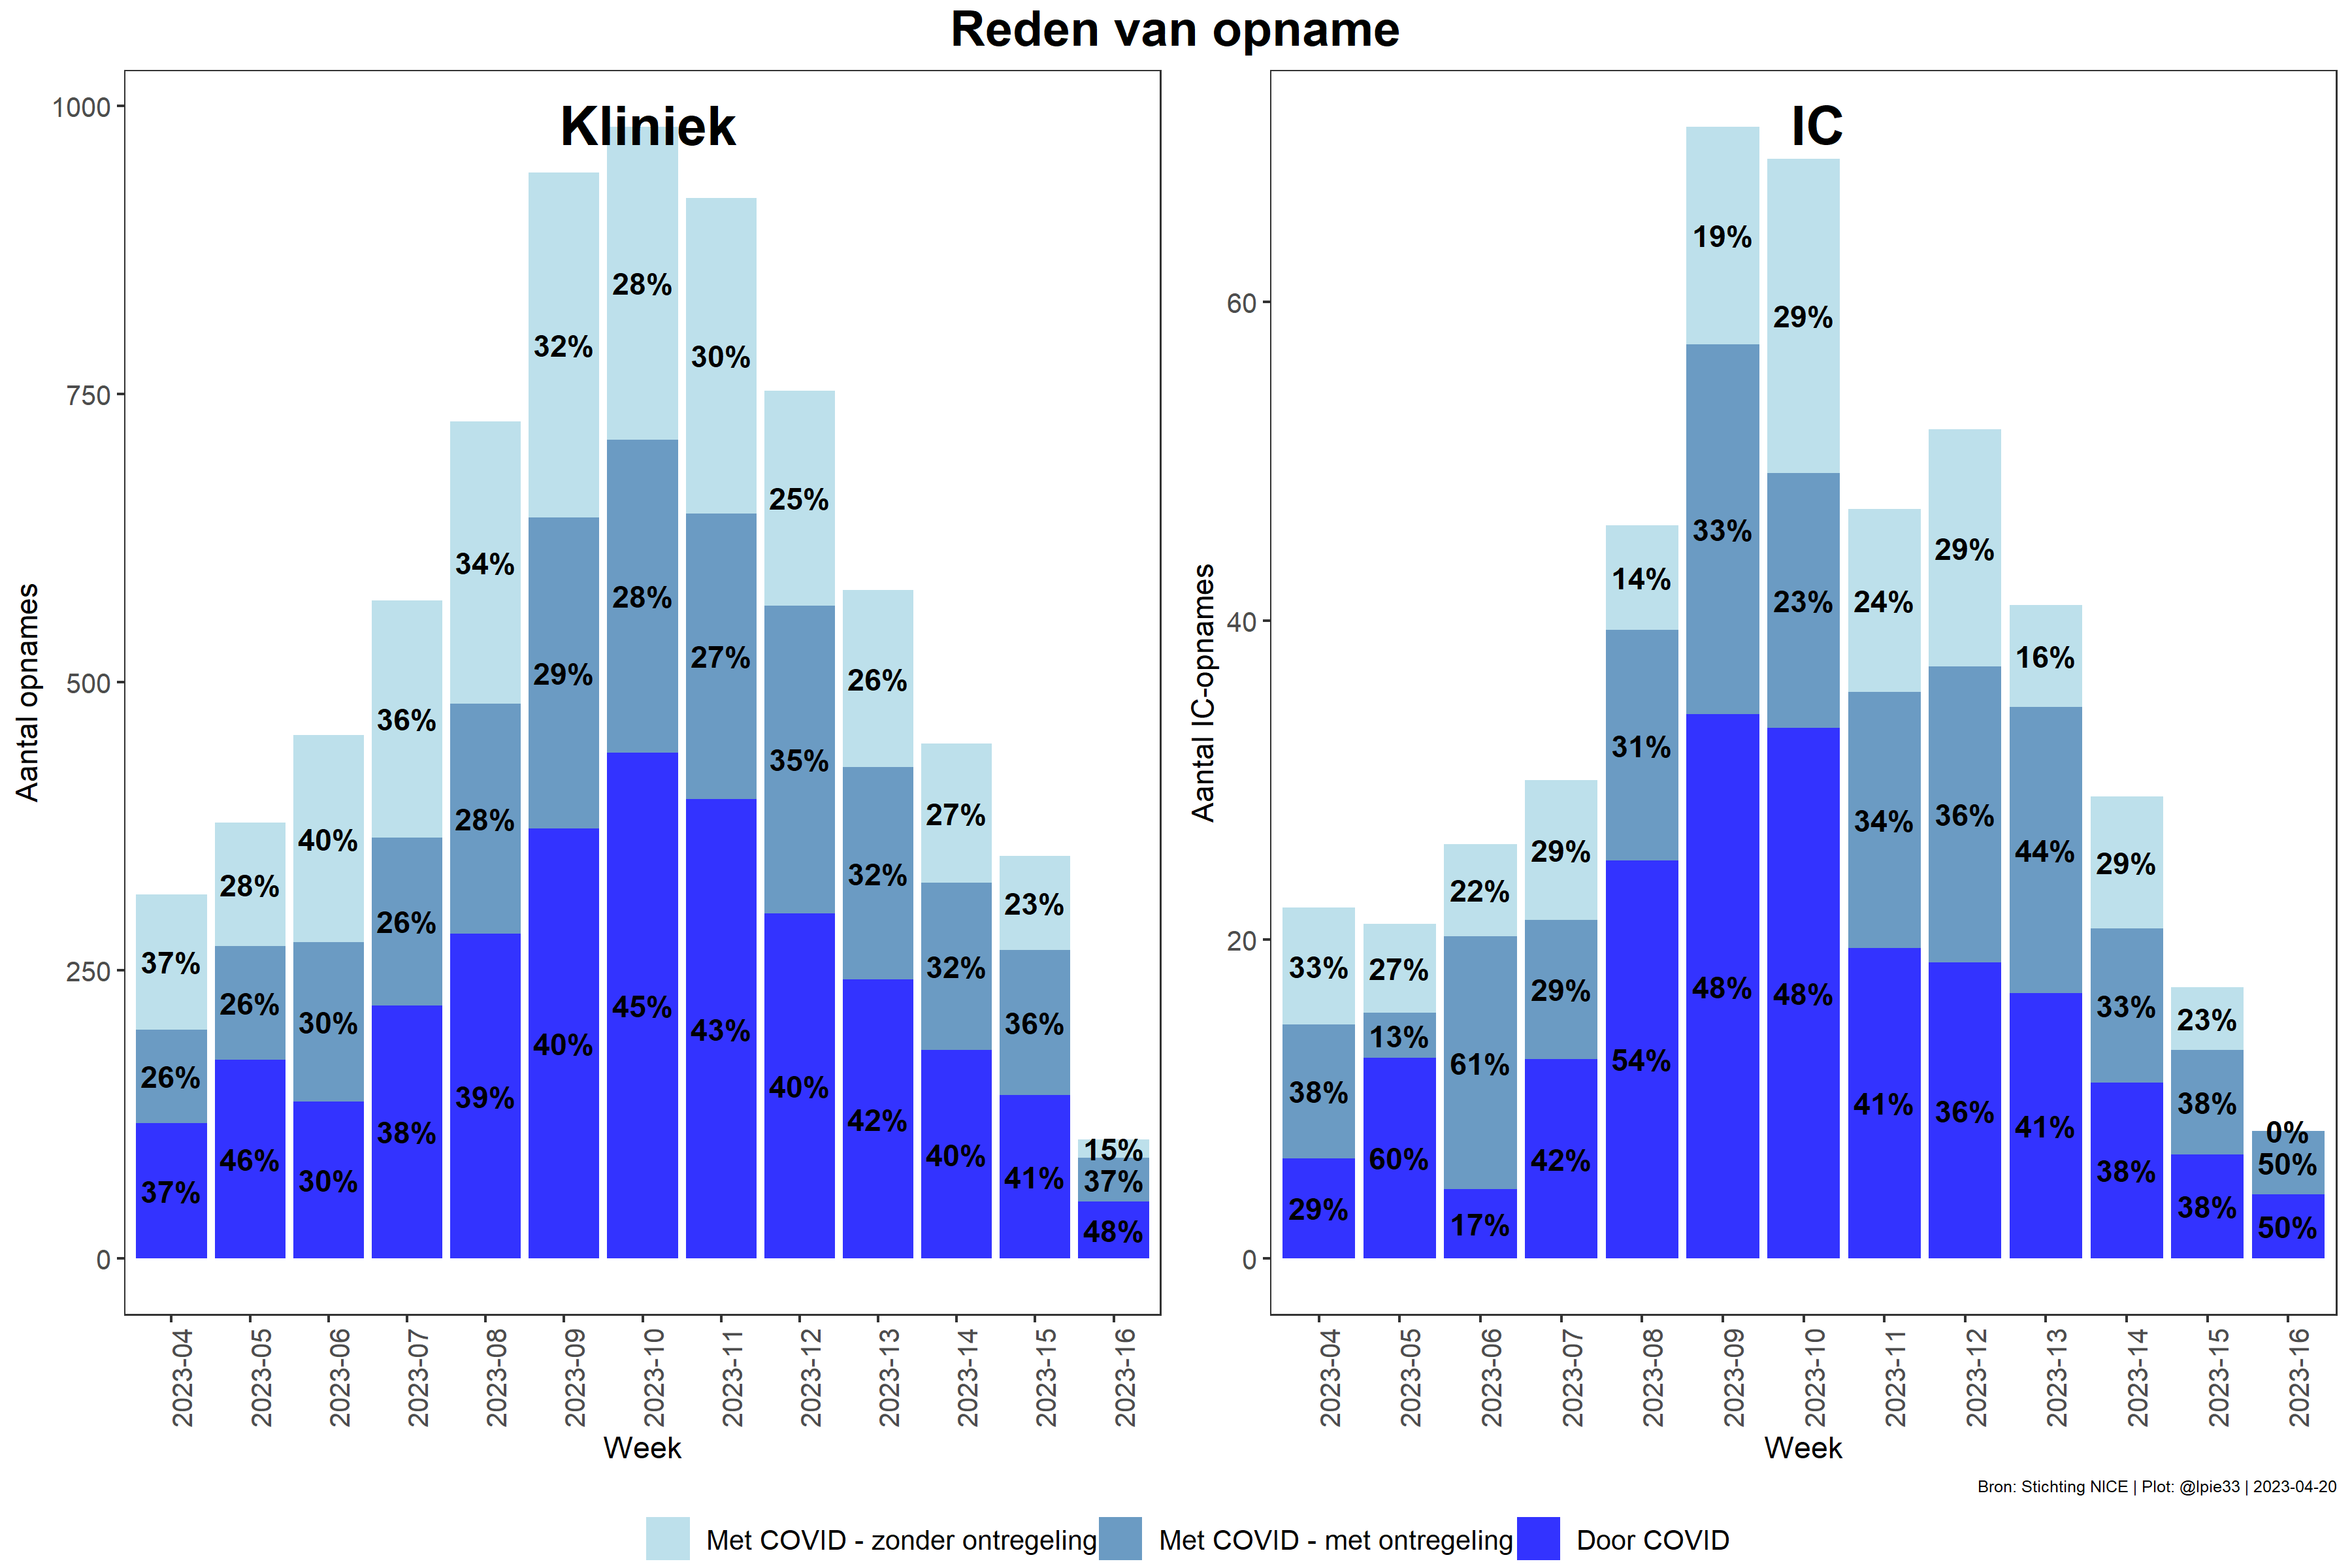 Reden van opname
Kliniek
Aantal opnames
1000
750
500
250
0
37% 28% 40% 36% 34% 32% 28% 30% 25% 26% 27% 23% 15%
26% 26% 30% 26% 28% 29% 28% 27% 35% 32% 32% 36% 37%
37% 46% 30% 38% 39% 40% 45% 43% 40% 42% 40% 41% 48%
2023-04 2023-05 2023-06 2023-07 2023-08 2023-09 2023-10 2023-11 2023-12 2023-13 2023-14 2023-15 2023-16
Week
IC
Aantal IC-opnames
60
40
20
0
33% 27% 22% 29% 14% 19% 29% 24% 29% 16% 29% 23% 0%
38% 13% 61% 29% 31% 33% 23% 34% 36% 44% 33% 38% 50%
29% 60% 17% 42% 54% 48% 48% 41% 36% 41% 38% 38% 50%
2023-04 2023-05 2023-06 2023-07 2023-08 2023-09 2023-10 2023-11 2023-12 2023-13 2023-14 2023-15 2023-16
Week
Bron: Stichting NICE | Plot: @lpie33 | 2023-04-20
Met COVID - zonder ontregeling Met COVID - met ontregeling Door COVID